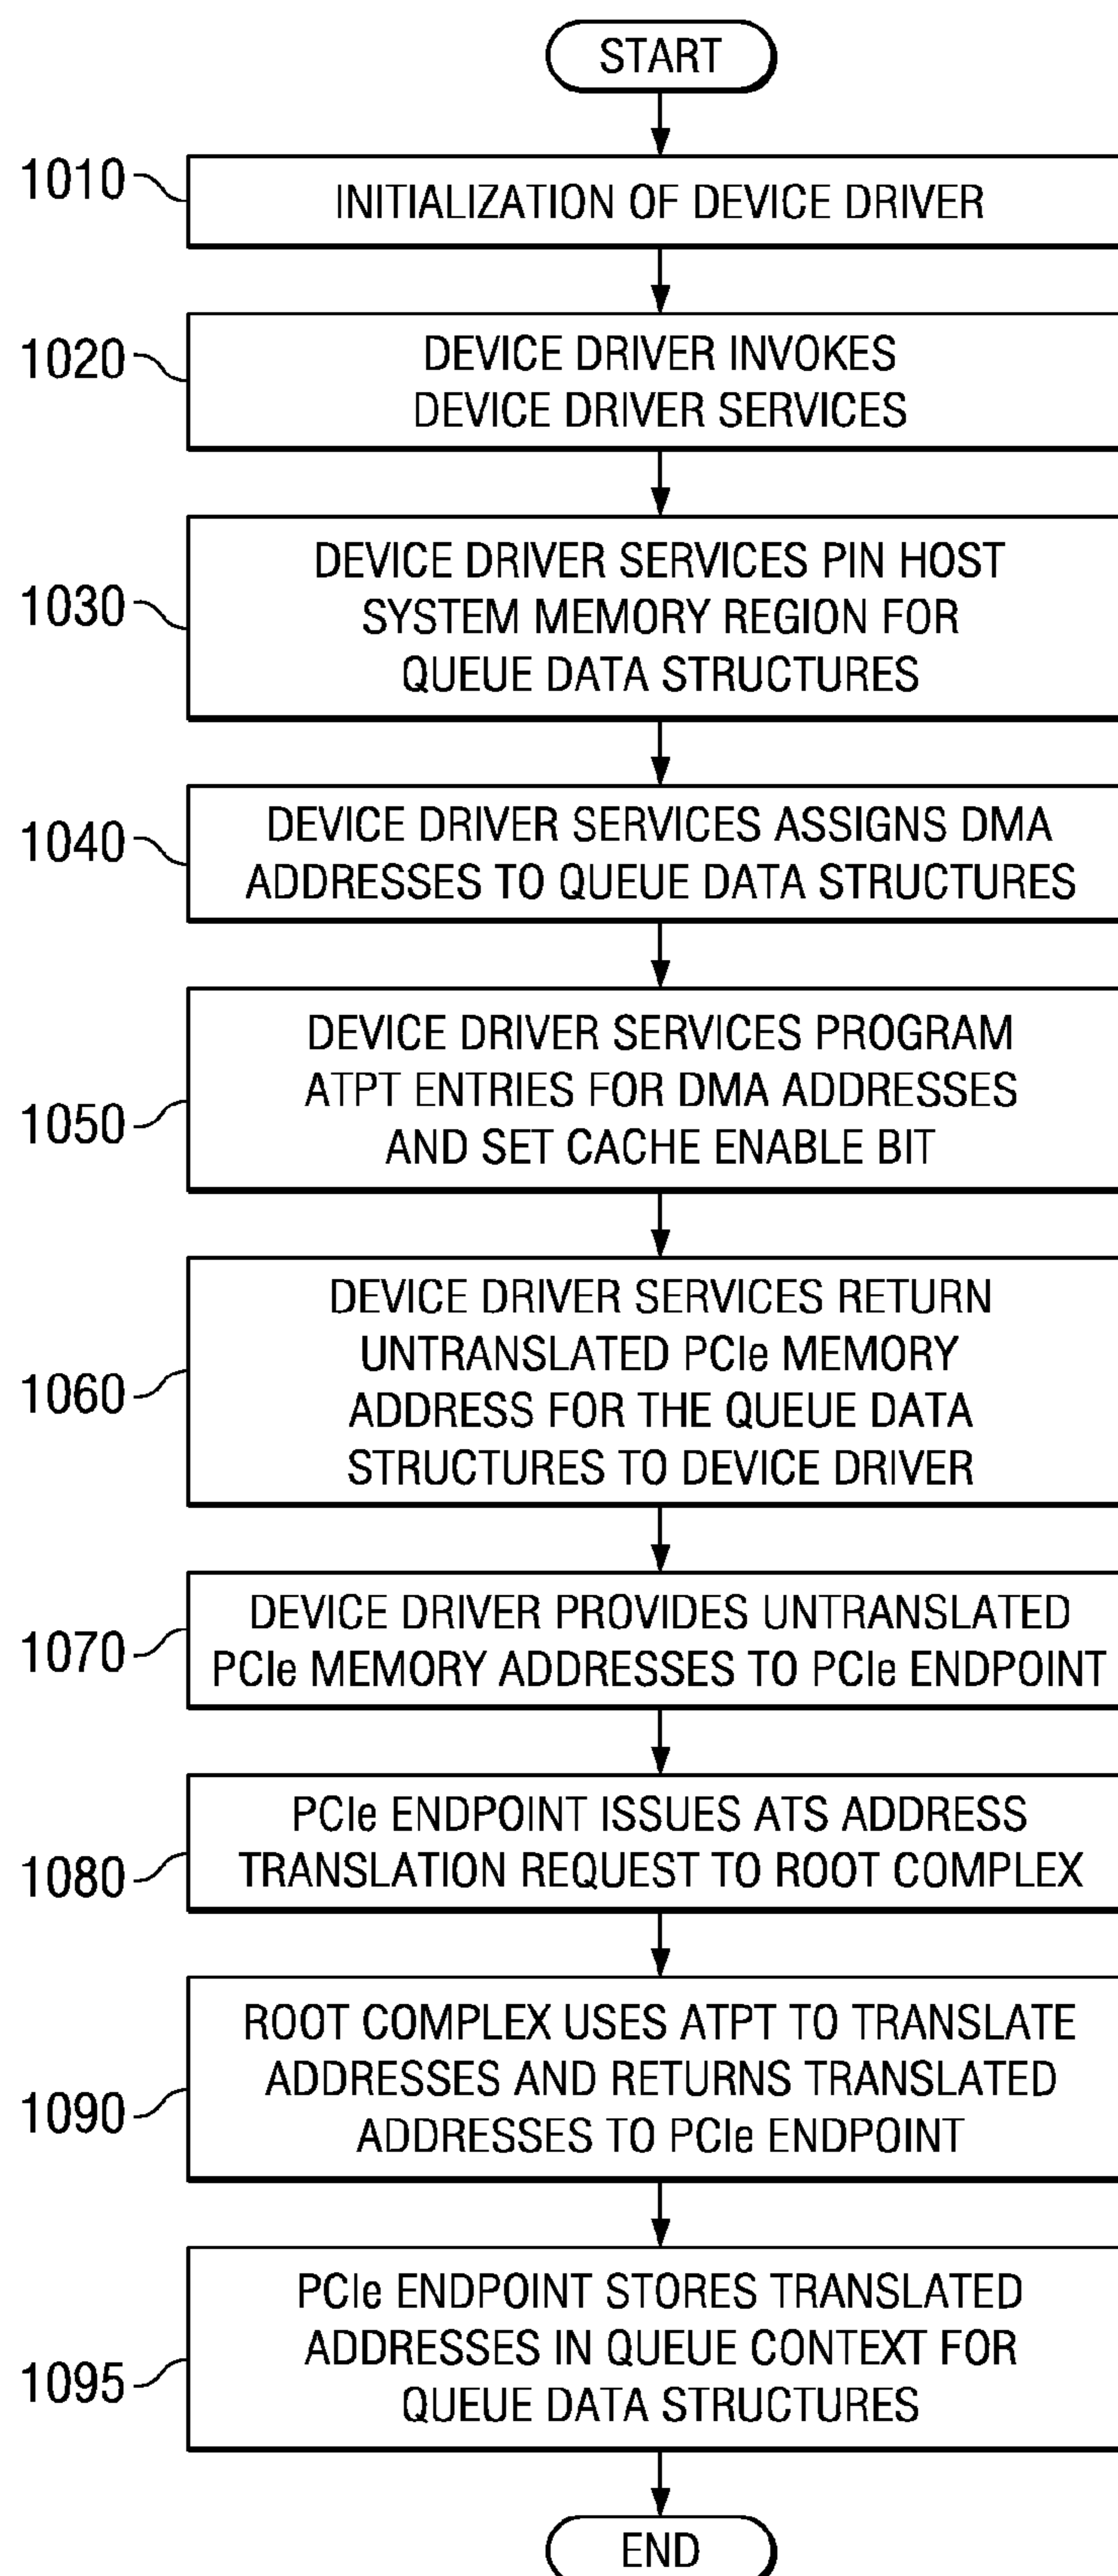 START
1010
INITIALIZATION OF DEVICE DRIVER
1020
DEVICE DRIVER INVOKES
DEVICE DRIVER SERVICES
1030
DEVICE DRIVER SERVICES PIN HOST
SYSTEM MEMORY REGION FOR
QUEUE DATA STRUCTURES
1040
DEVICE DRIVER SERVICES ASSIGNS DMA
ADDRESSES TO QUEUE DATA STRUCTURES
1050
DEVICE DRIVER SERVICES PROGRAM
ATPT ENTRIES FOR DMA ADDRESSES
AND SET CACHE ENABLE BIT
1060
DEVICE DRIVER SERVICES RETURN
UNTRANSLATED PCIe MEMORY
ADDRESS FOR THE QUEUE DATA
STRUCTURES TO DEVICE DRIVER
1070
DEVICE DRIVER PROVIDES UNTRANSLATED
PCIe MEMORY ADDRESSES TO PCIe ENDPOINT
1080
PCIe ENDPOINT ISSUES ATS ADDRESS
TRANSLATION REQUEST TO ROOT COMPLEX
1090
ROOT COMPLEX USES ATPT TO TRANSLATE
ADDRESSES AND RETURNS TRANSLATED
ADDRESSES TO PCIe ENDPOINT
1095
PCIe ENDPOINT STORES TRANSLATED
ADDRESSES IN QUEUE CONTEXT FOR
QUEUE DATA STRUCTURES
END